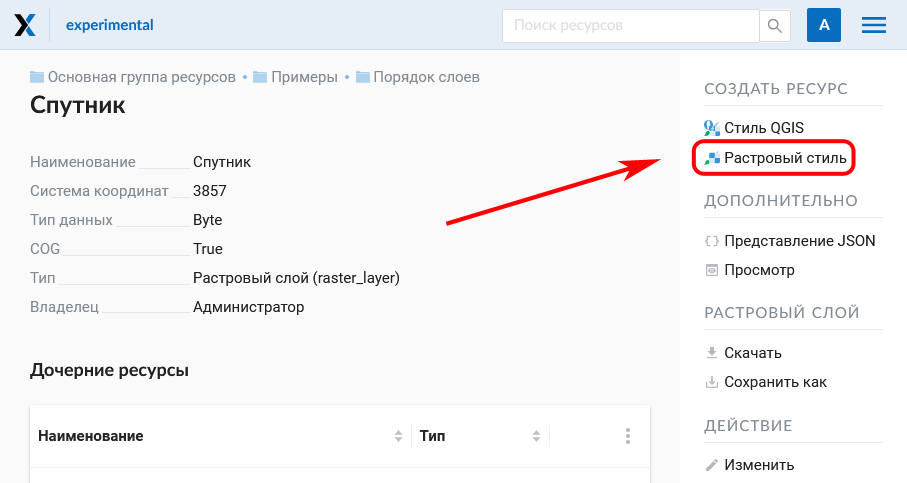 experimental
Поиск ресурсов
A
Основная группа ресурсов • Примеры • Порядок слоев
Спутник
Наименование Спутник
Система координат 3857
Тип данных Byte
COG True
Тип Растровый слой (raster_layer)
Владелец Администратор
Дочерние ресурсы
Наименование Тип
СОЗДАТЬ РЕСУРС
Стиль QGIS
Растровый стиль
ДОПОЛНИТЕЛЬНО
Представление JSON
Просмотр
РАСТРОВЫЙ СЛОЙ
Скачать
Сохранить как
ДЕЙСТВИЕ
Изменить